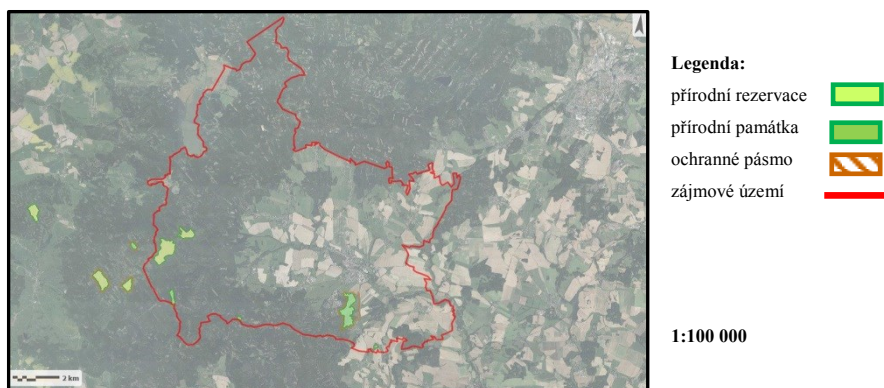 Legenda:
přírodní rezervace
přírodní památka
ochranné pásmo
zájmové území
1:100 000
2 km